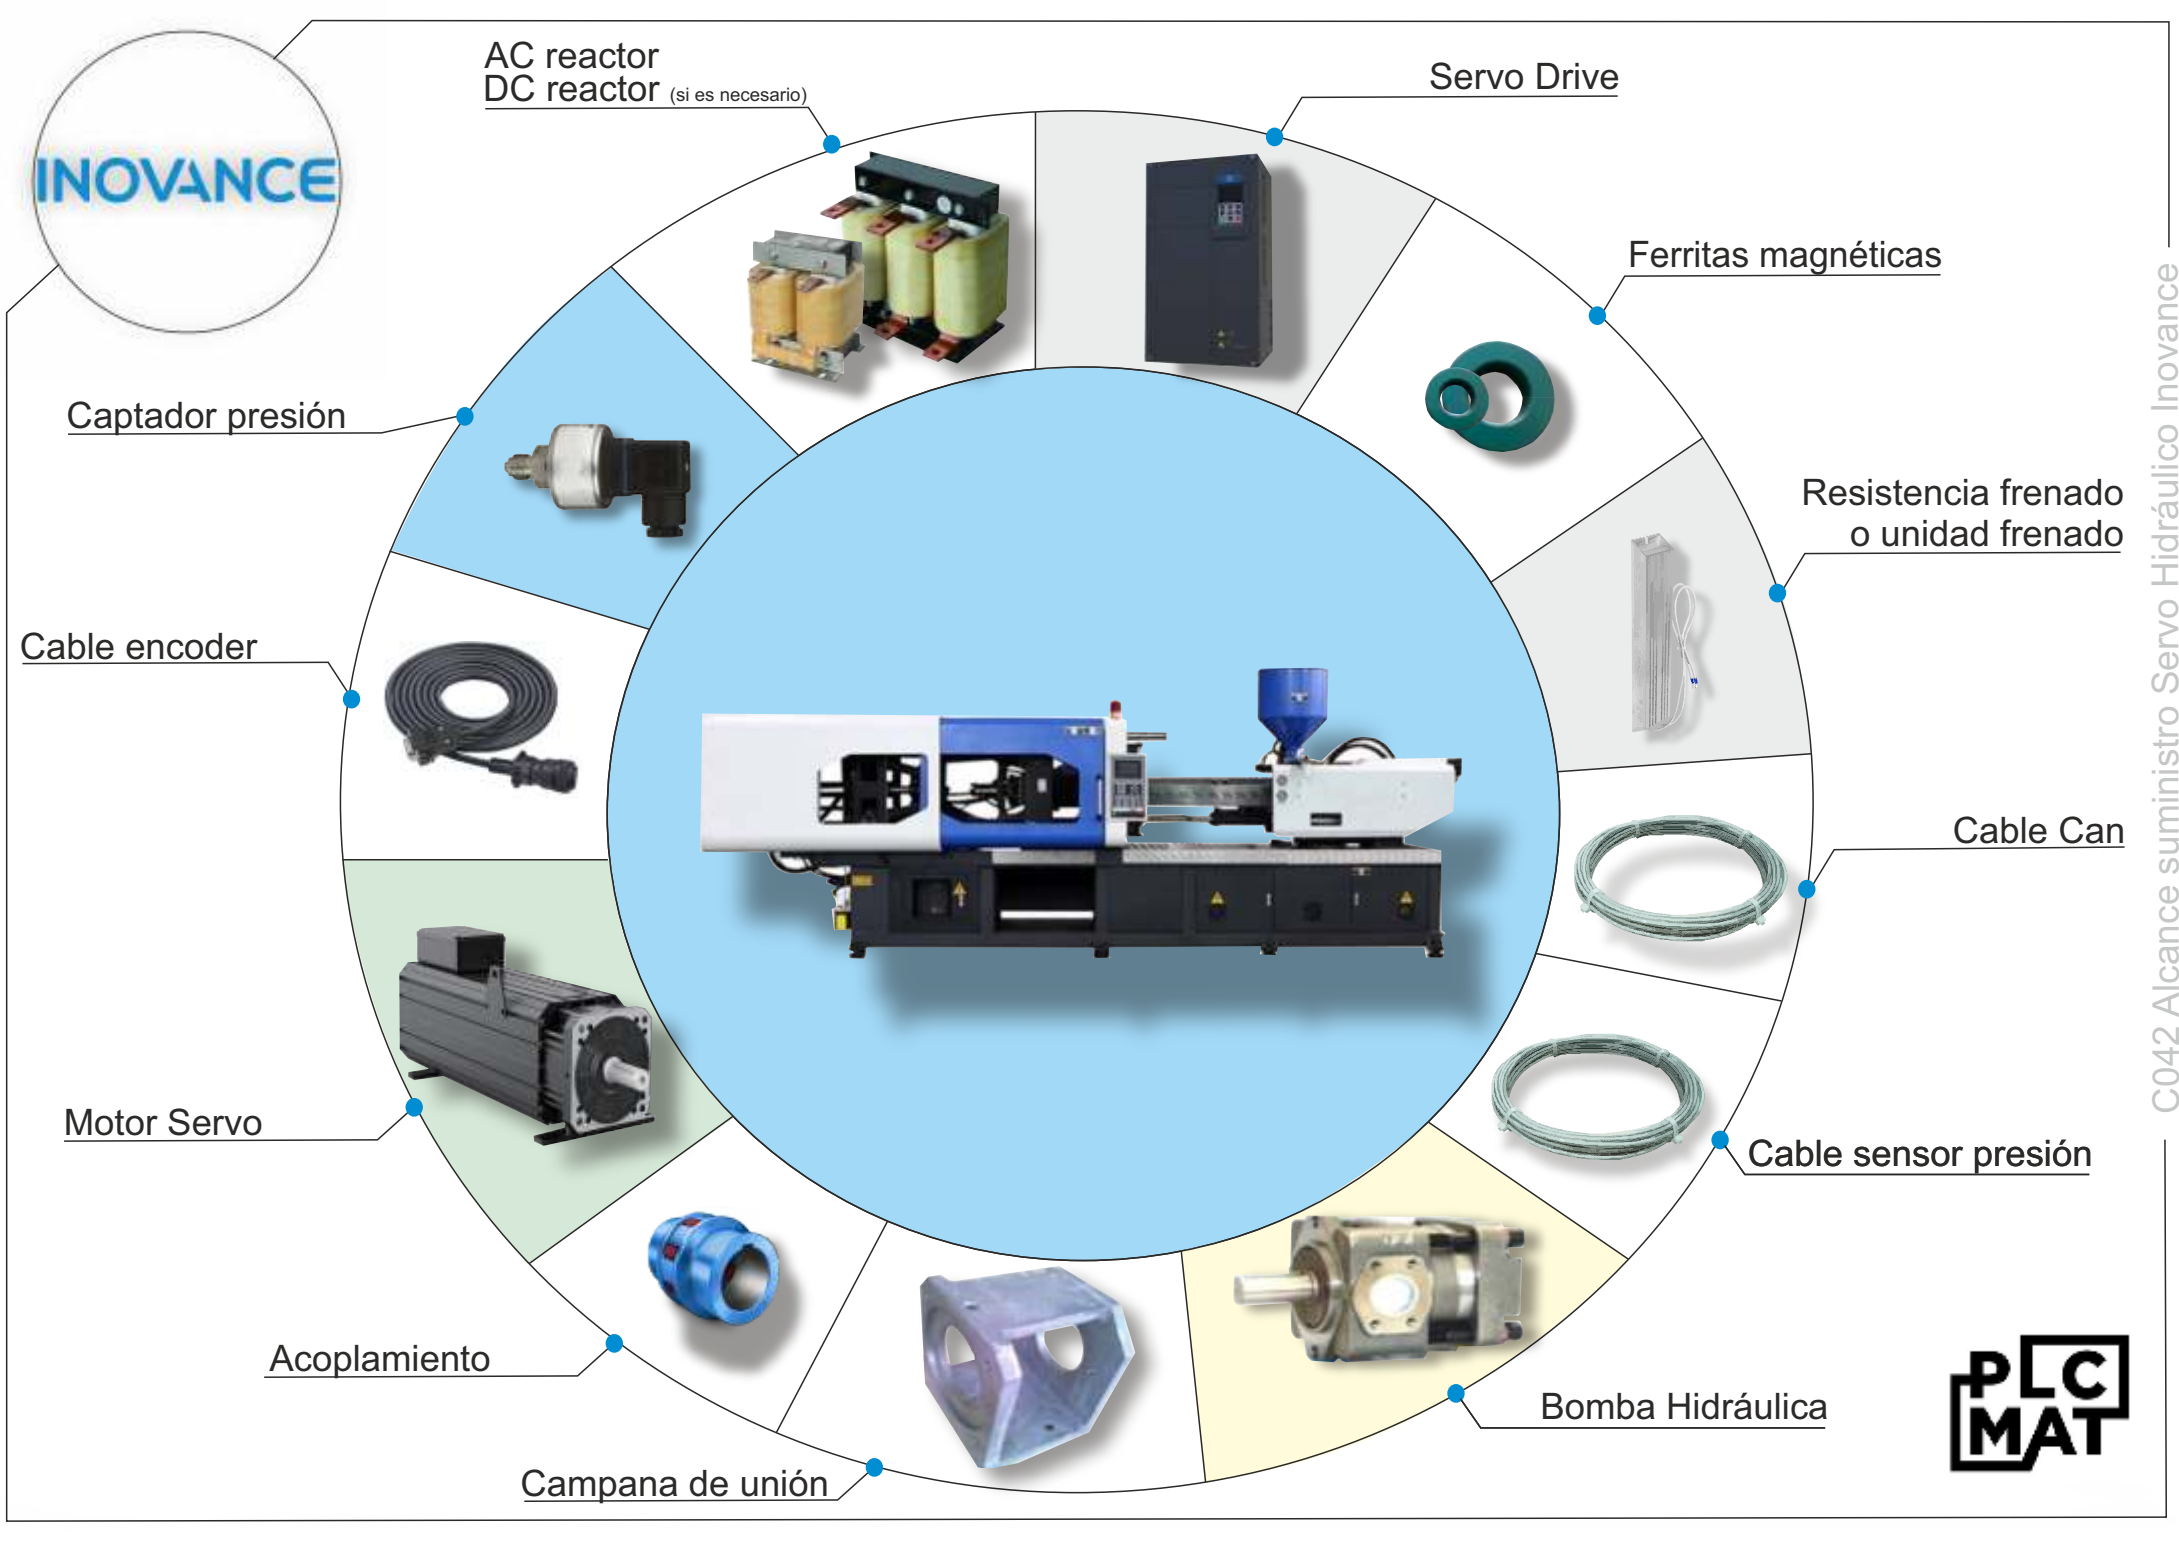 INOVANCE
AC reactor
DC reactor (si es necesario)
Servo Drive
Ferritas magnéticas
Resistencia frenado
o unidad frenado
Cable Can
Cable sensor presión
Bomba Hidráulica
Campana de unión
Acoplamiento
Motor Servo
Cable encoder
Captador presión
C042 Alcance suministro Servo Hidráulico Inovance
PLC
MAT